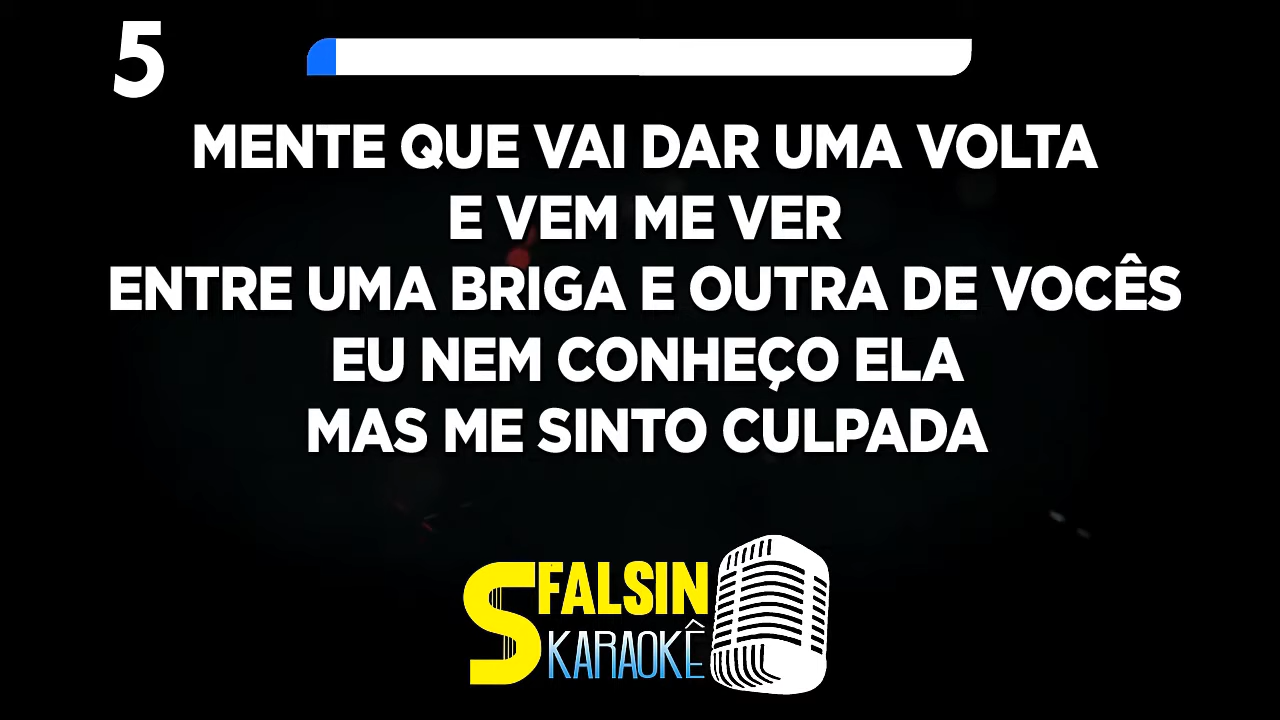 5
MENTE QUE VAI DAR UMA VOLTA
E VEM ME VER
ENTRE UMA BRIGA E OUTRA DE VOCÊS
EU NEM CONHEÇO ELA
MAS ME SINTO CULPADA
S FALSIN
KARAOKÊ